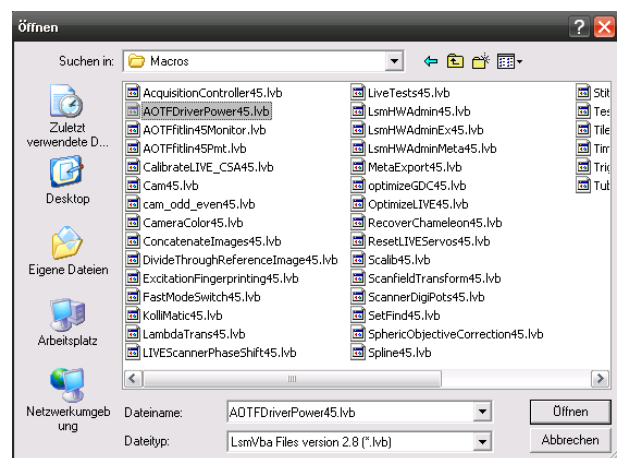 Öffnen
Suchen in:
Macros
Zuletzt
verwendete D...
Desktop
Eigene Dateien
Arbeitsplatz
Netzwerkumgeb
ung
AcquisitionController45.lvb
AOTFDriverPower45.lvb
AOTFfitlin45Monitor.lvb
AOTFfitlin45Pmt.lvb
CalibrateLIVE_CSA45.lvb
Cam45.lvb
cam_odd_even45.lvb
CameraColor45.lvb
ConcatenateImages45.lvb
DivideThroughReferenceImage45.lvb
ExcitationFingerprinting45.lvb
FastModeSwitch45.lvb
KolliMatic45.lvb
LambdaTrans45.lvb
LIVEScannerPhaseShift45.lvb
LiveTests45.lvb
LsmHWAdmin45.lvb
LsmHWAdminEx45.lvb
LsmHWAdminMeta45.lvb
MetaExport45.lvb
optimizeGDC45.lvb
OptimizeLIVE45.lvb
RecoverChameleon45.lvb
ResetLIVEServos45.lvb
Scalib45.lvb
ScanfieldTransform45.lvb
ScannerDigiPots45.lvb
SetFind45.lvb
SphericObjectiveCorrection45.lvb
Spline45.lvb
Dateiname:
AOTFDriverPower45.lvb
Öffnen
Dateityp:
LsmVba Files version 2.8 (*.lvb)
Abbrechen